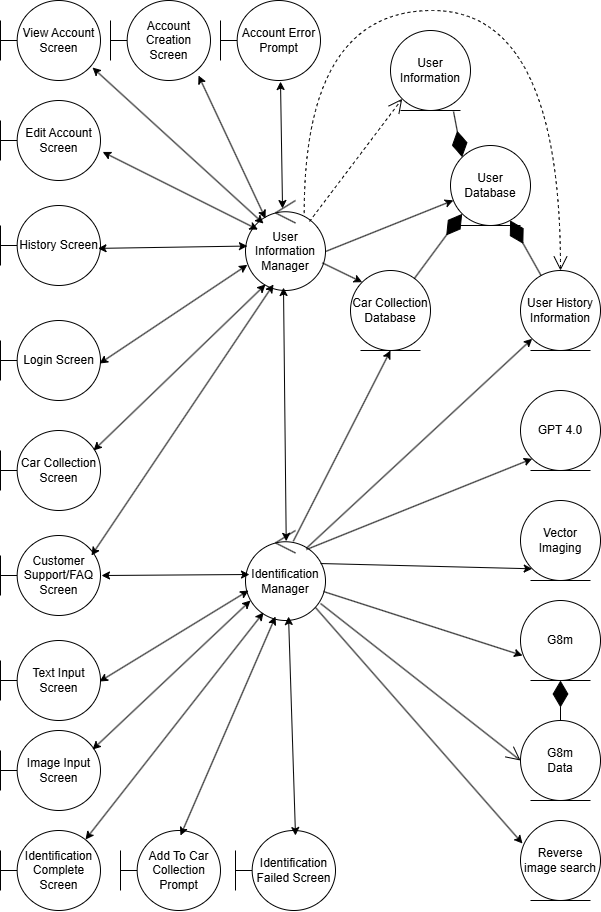 View Account
Screen
Account
Creation
Screen
Account Error
Prompt
User
Information
Edit Account
Screen
User
Database
History Screen
User
Information
Manager
Car Collection
Database
User History
Information
Login Screen
GPT 4.0
Car Collection
Screen
Vector
Imaging
Customer
Support/FAQ
Screen
Identification
Manager
G8m
Text Input
Screen
G8m
Data
Image Input
Screen
Identification
Complete
Screen
Add To Car
Collection
Prompt
Identification
Failed Screen
Reverse
image search